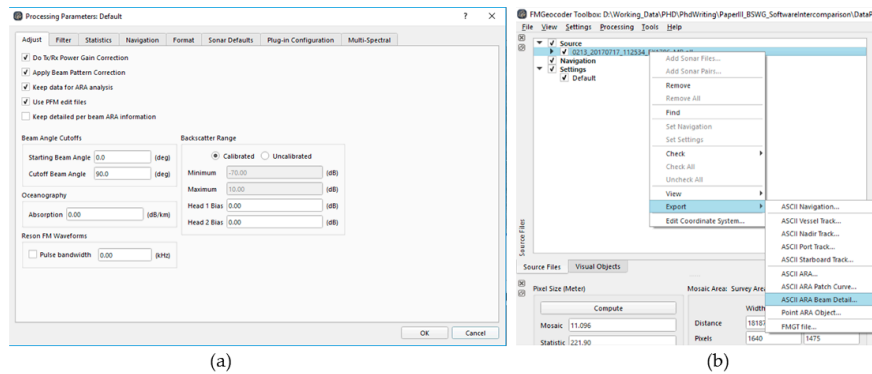 Processing Parameters: Default
Adjust Filter Statistics Navigation Format Sonar Defaults Plug-in Configuration Multi-Spectral
Do Tx/Rx Power Gain Correction
Apply Beam Pattern Correction
Keep data for ARA analysis
Use PFM edit files
Keep detailed per beam ARA information
Beam Angle Cutoffs
Starting Beam Angle 0.0 (deg)
Cutoff Beam Angle 90.0 (deg)
Oceanography
Absorption 0.00 (dB/km)
Reson FM Waveforms
Pulse bandwidth 0.00 (kHz)
Backscatter Range
Calibrated Uncalibrated
Minimum -70.00 (dB)
Maximum 10.00 (dB)
Head 1 Bias 0.00 (dB)
Head 2 Bias 0.00 (dB)
OK Cancel
(a)
FMGeocoder Toolbox: D:\Working_Data\PHD\PhdWriting\PaperIII_BSWG_SoftwareIntercomparison\DataP
File View Settings Processing Tools Help
Source
0213_20170717_112534
Navigation
Settings
Default
Add Sonar Files...
Add Sonar Pairs...
Remove
Remove All
Find
Set Navigation
Set Settings
Check
Check All
Uncheck All
View
Export
Edit Coordinate System...
ASCII Navigation...
ASCII Vessel Track...
ASCII Nadir Track...
ASCII Port Track...
ASCII Starboard Track...
ASCII ARA...
ASCII ARA Patch Curve...
ASCII ARA Beam Detail...
Point ARA Object...
FMGT file...
Source Files
Source Files Visual Objects
Pixel Size (Meter)
Compute
Mosaic 11.096
Statistic 221.90
Mosaic Area: Survey Area
Width
Distance 18187
Pixels 1640 1475
(b)